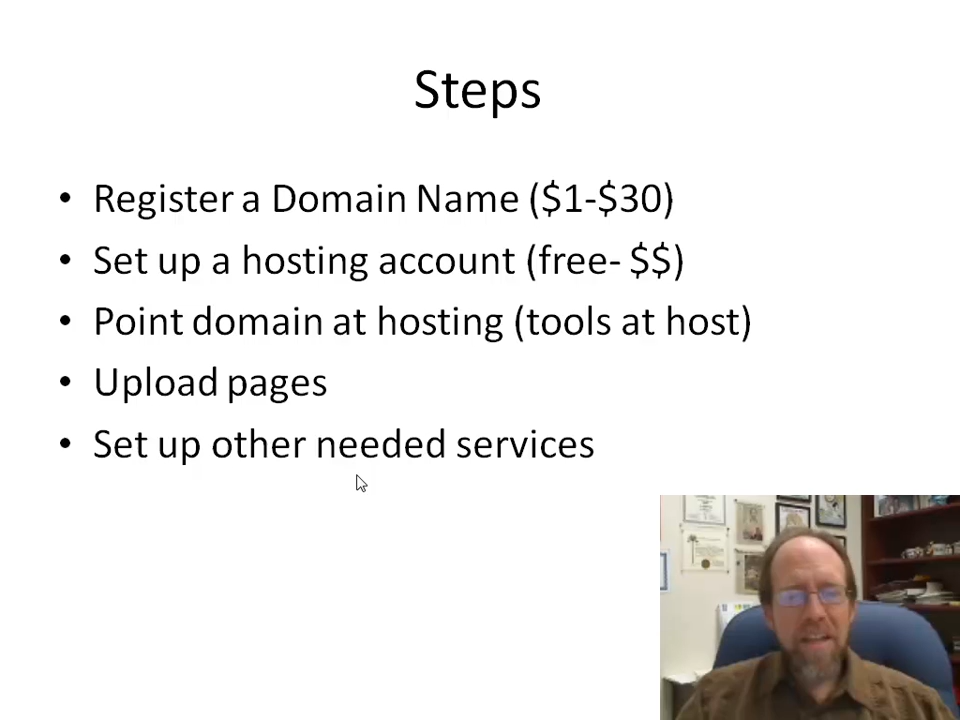 Steps
• Register a Domain Name ($1-$30)
• Set up a hosting account (free- $$)
• Point domain at hosting (tools at host)
• Upload pages
• Set up other needed services